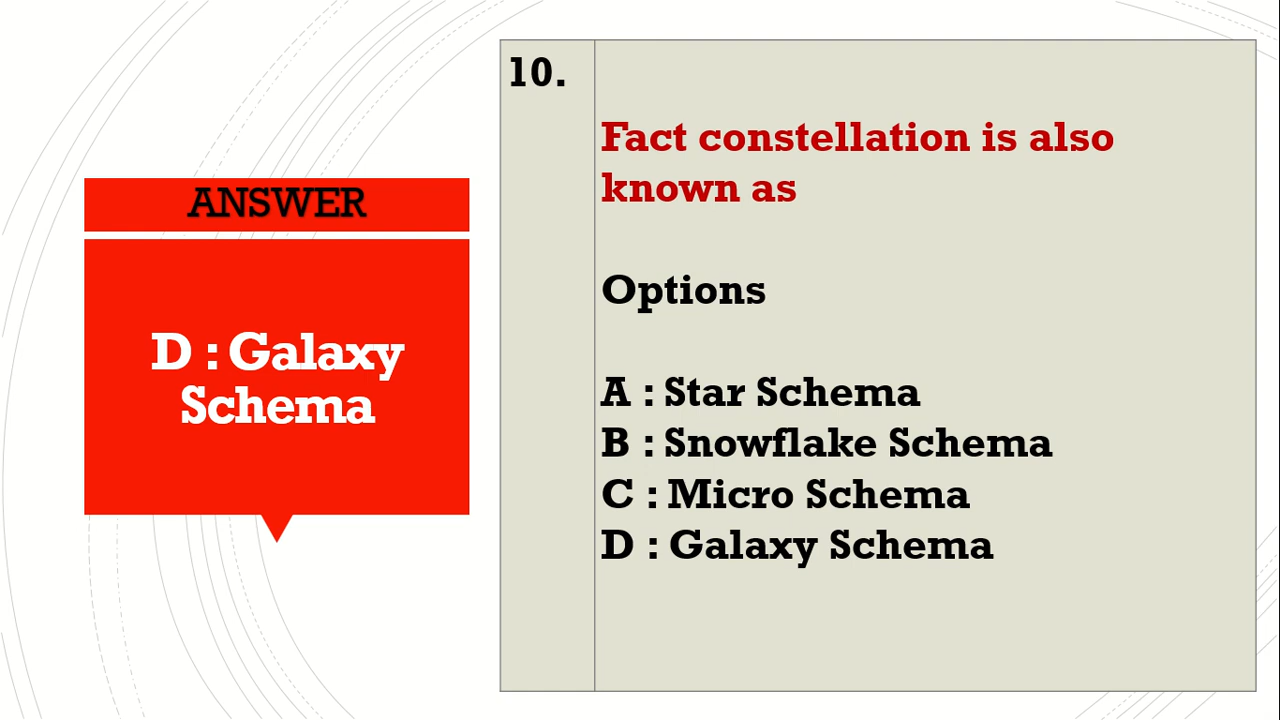 ANSWER
D : Galaxy
Schema
10.
Fact constellation is also
known as
Options
A : Star Schema
B : Snowflake Schema
C : Micro Schema
D : Galaxy Schema